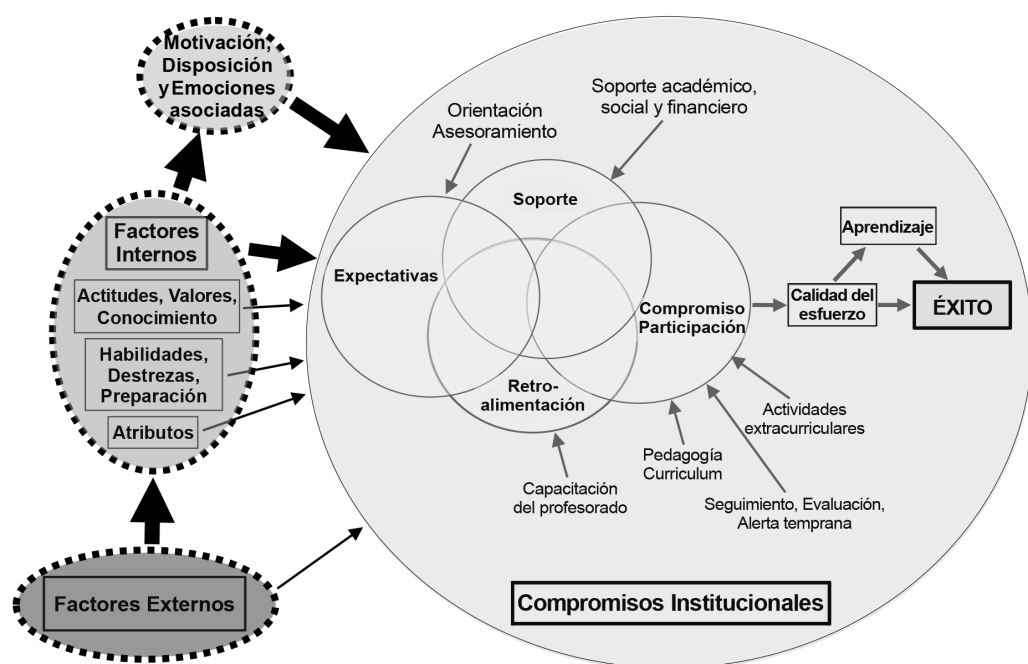 Motivación,
Disposición
y Emociones
asociadas
Factores
Internos
Actitudes, Valores,
Conocimiento
Habilidades,
Destrezas,
Preparación
Atributos
Factores Externos
Orientación
Asesoramiento
Soporte académico,
social y financiero
Soporte
Expectativas
Compromiso
Participación
Retro-
alimentación
Calidad del
esfuerzo
Aprendizaje
ÉXITO
Actividades
extracurriculares
Pedagogía
Curriculum
Capacitación
del profesorado
Seguimiento, Evaluación,
Alerta temprana
Compromisos Institucionales